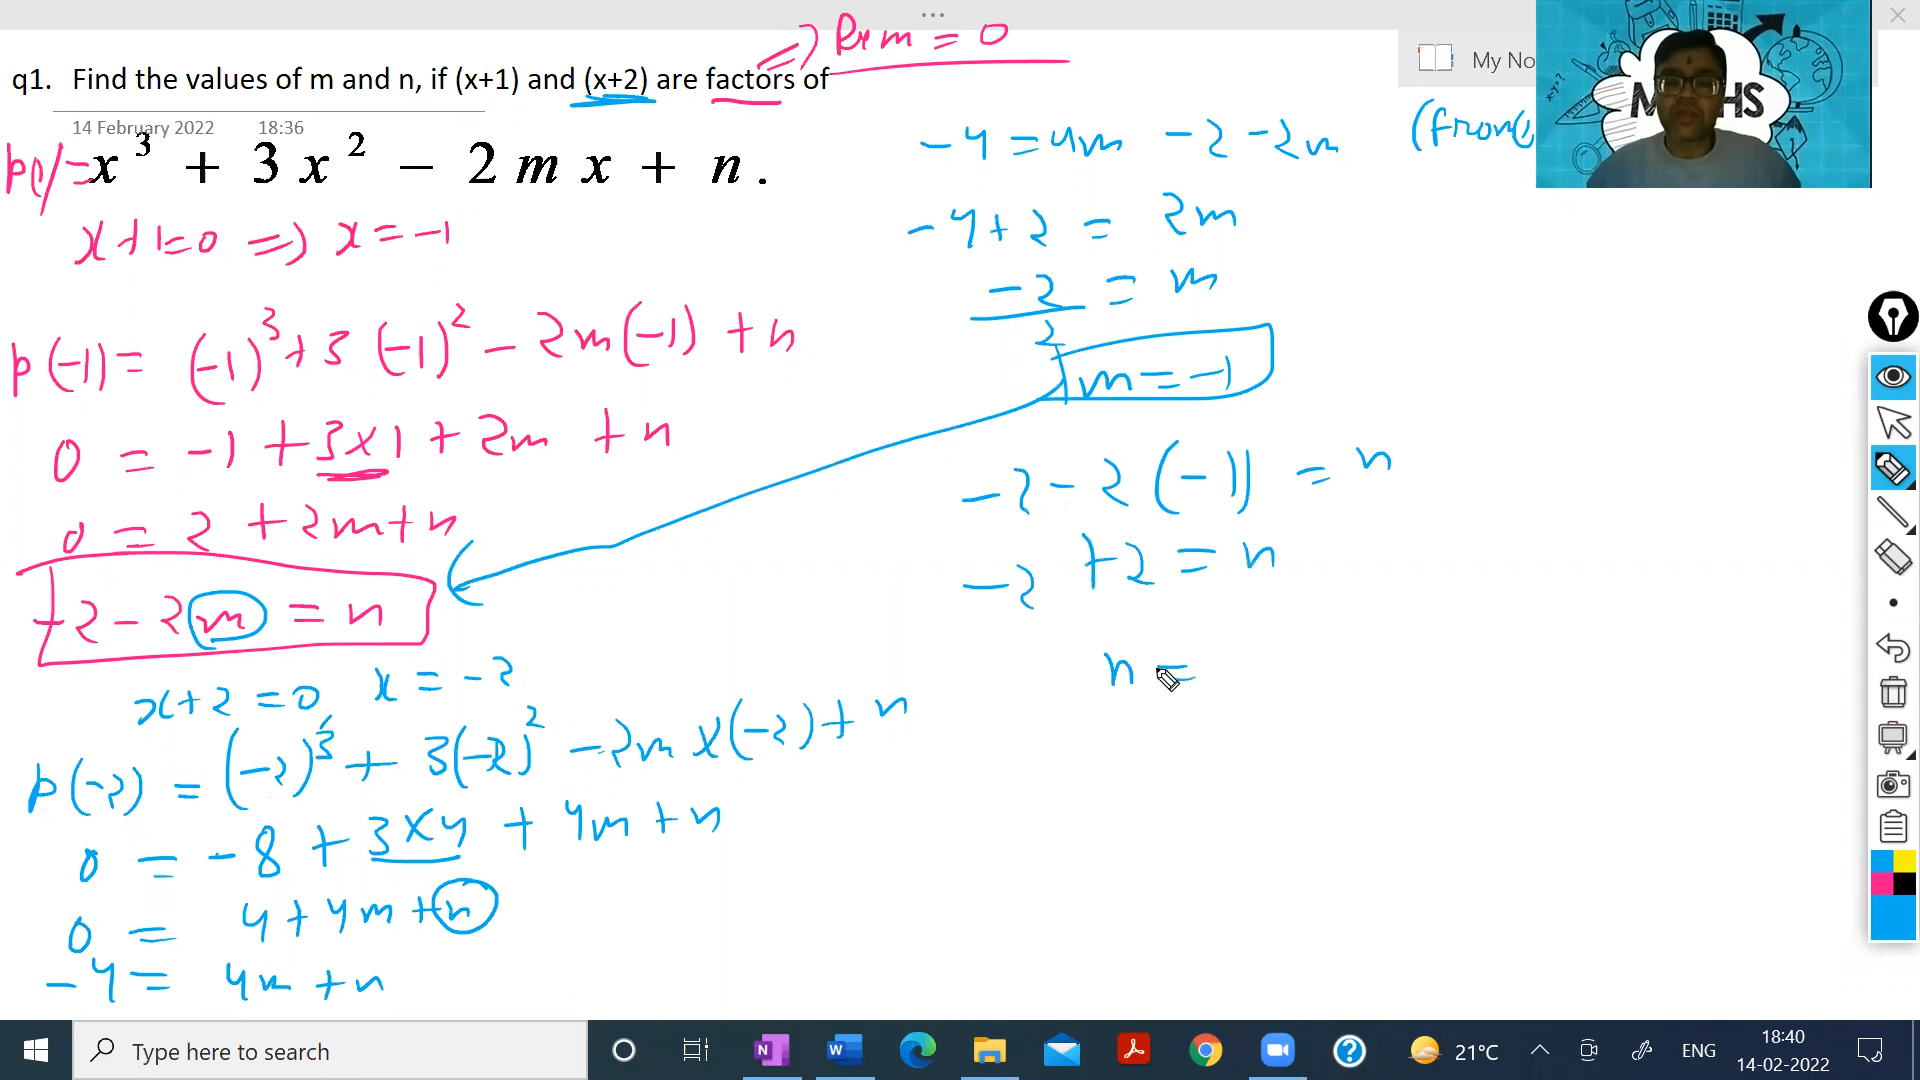 Rem = 0
q1. Find the values of m and n, if (x+1) and (x+2) are factors of
14 February 2022 18:36
p(x)= x³ + 3x² − 2mx + n.
x+1=0 => x = -1
p(-1) = (-1)³ + 3(-1)² - 2m(-1) + n
0 = -1 + 3×1 + 2m + n
0 = 2 + 2m + n
-2 - 2m = n
x+2 = 0 x = -2
p(-2) = (-2)³ + 3(-2)² - 2m×(-2) + n
0 = -8 + 3×4 + 4m + n
0 = 4 + 4m + n
-4 = 4m + n
-4 = 4m - 2 - 2m (from
-4+2 = 2m
-2/2 = m
m = -1
-2 - 2(-1) = n
-2 + 2 = n
n =
My No
M HS
Type here to search
21°C
ENG
18:40
14-02-2022